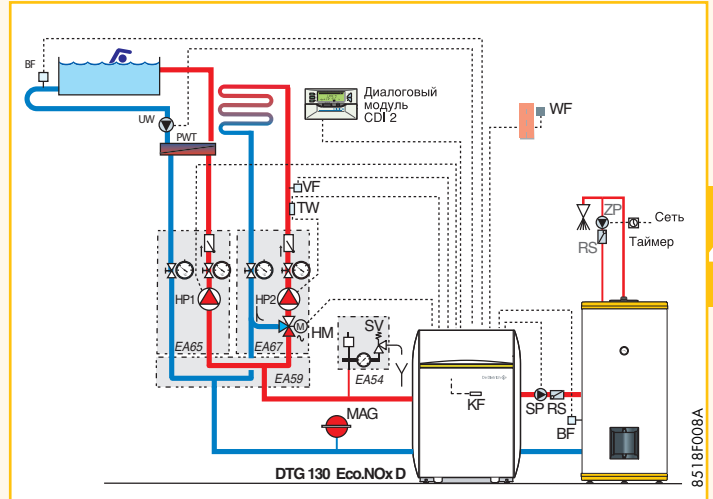 BF
UW
PWT
Диалоговый
модуль
CDI 2
WF
VF
TW
ZP
Сеть
Таймер
RS
HP1
HP2
M
HM
SV
EA65
EA67
EA59
EA54
KF
SP RS
BF
MAG
DTG 130 Eco.NOx D
8518F008A